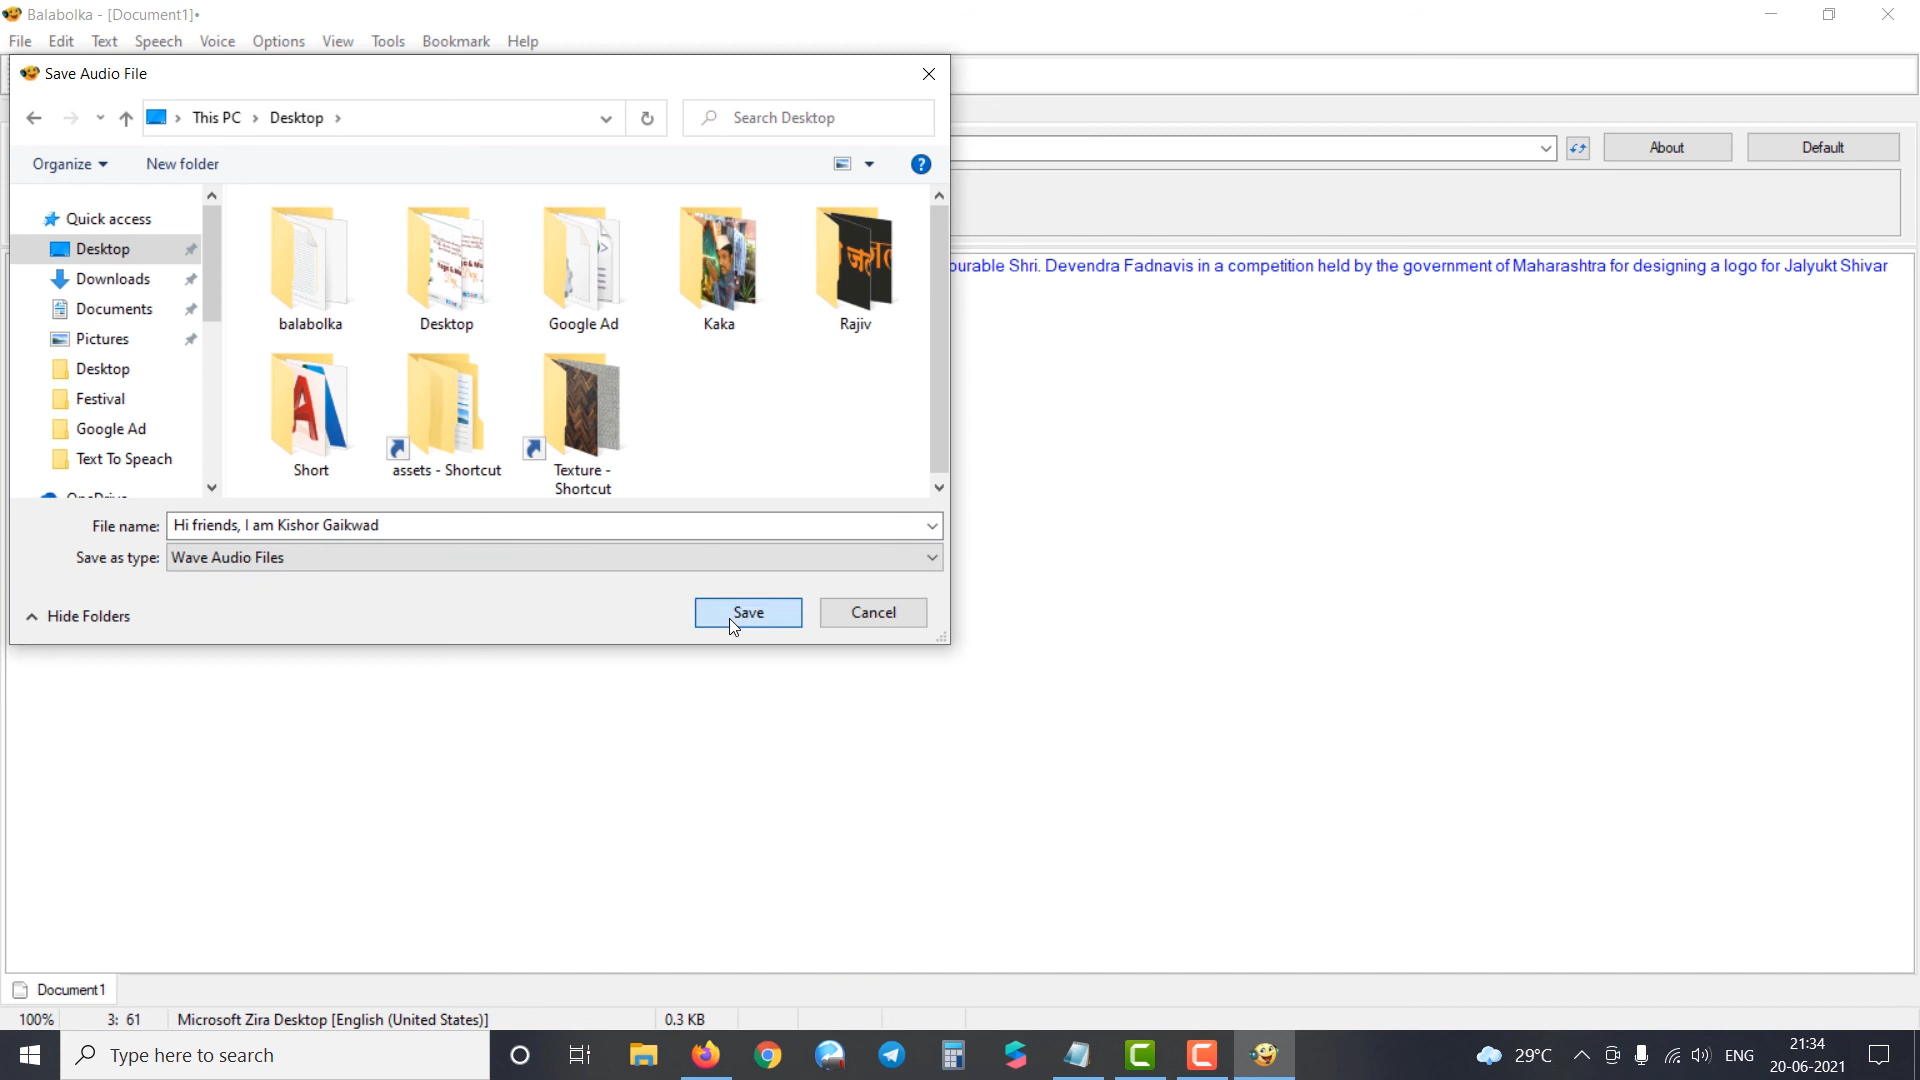 Balabolka - [Document1]•
File Edit Text Speech Voice Options View Tools Bookmark Help
Save Audio File
This PC Desktop
Search Desktop
Organize New folder
About Default
Quick access
Desktop
Downloads
Documents
Pictures
Desktop
Festival
Google Ad
Text To Speach
OneDrive
balabolka Desktop Google Ad Kaka Rajiv
Short assets - Shortcut Texture -
Shortcut
ourable Shri. Devendra Fadnavis in a competition held by the government of Maharashtra for designing a logo for Jalyukt Shivar
File name: Hi friends, I am Kishor Gaikwad
Save as type: Wave Audio Files
Hide Folders Save Cancel
Document1
100% 3: 61 Microsoft Zira Desktop [English (United States)] 0.3 KB
Type here to search
29°C ENG 21:34
20-06-2021